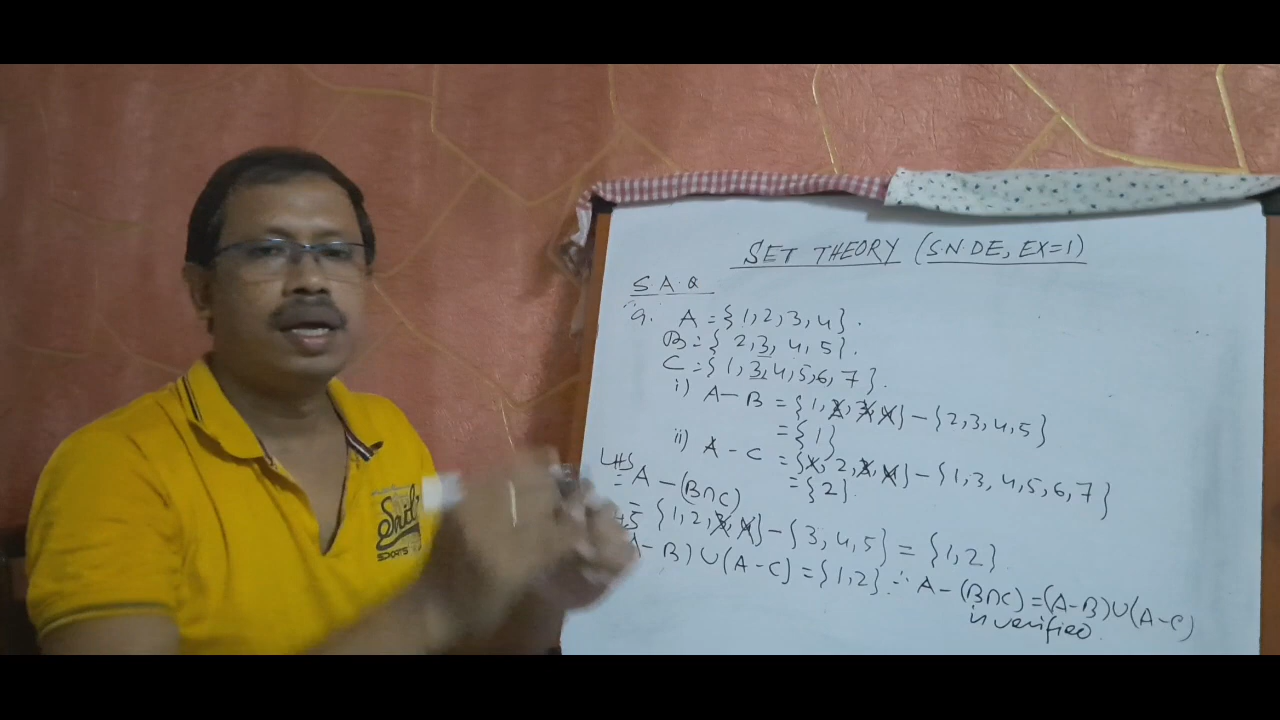 SET THEORY (S.N.DE, EX=1)
S.A.Q
9. A = {1,2,3,4}.
B = { 2,3, 4, 5}.
C = {1, 3,4,5,6, 7}.
i) A - B = {1, 2, 3, 4} - {2,3,4,5}
= {1}
ii) A - C = {1, 2, 3, 4} - {1,3, 4, 5, 6, 7}
= {2}.
LHS
= A - (B∩C)
= {1,2,3,4} - {3,4,5} = {1,2}.
A - B) ∪ (A - C) = {1,2} ∴ A - (B∩C) = (A-B)∪(A-C)
is verified.
SPORTS